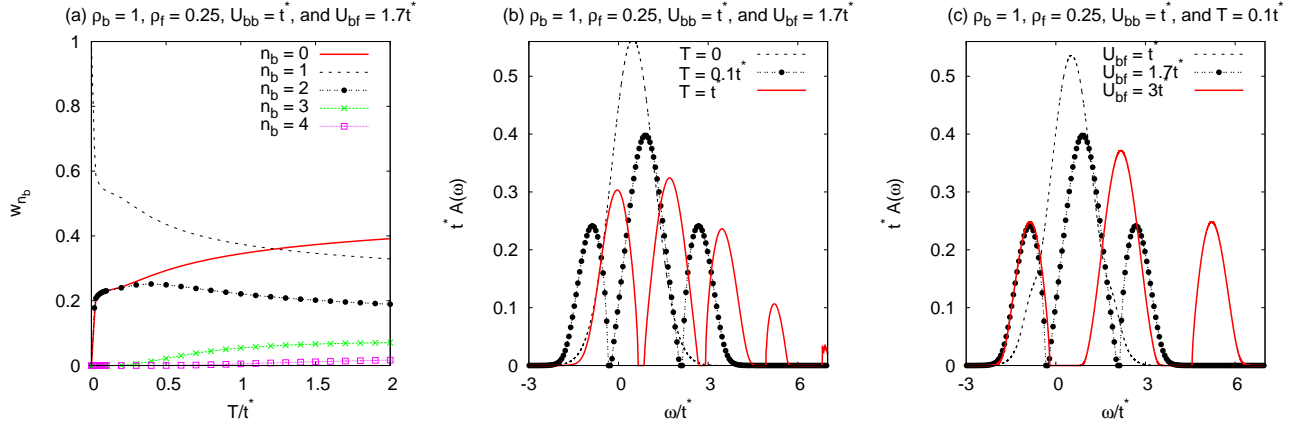 (a) ρb = 1, ρf = 0.25, Ubb = t*, and Ubf = 1.7t*
nb = 0
nb = 1
nb = 2
nb = 3
nb = 4
1
0.8
0.6
0.4
0.2
0
wnb
0 0.5 1 1.5 2
T/t*
(b) ρb = 1, ρf = 0.25, Ubb = t*, and Ubf = 1.7t*
T = 0
T = 0.1t*
T = t*
0.5
0.4
0.3
0.2
0.1
0
t* A(ω)
-3 0 3 6
ω/t*
(c) ρb = 1, ρf = 0.25, Ubb = t*, and T = 0.1t*
Ubf = t*
Ubf = 1.7t*
Ubf = 3t*
0.5
0.4
0.3
0.2
0.1
0
t* A(ω)
-3 0 3 6
ω/t*